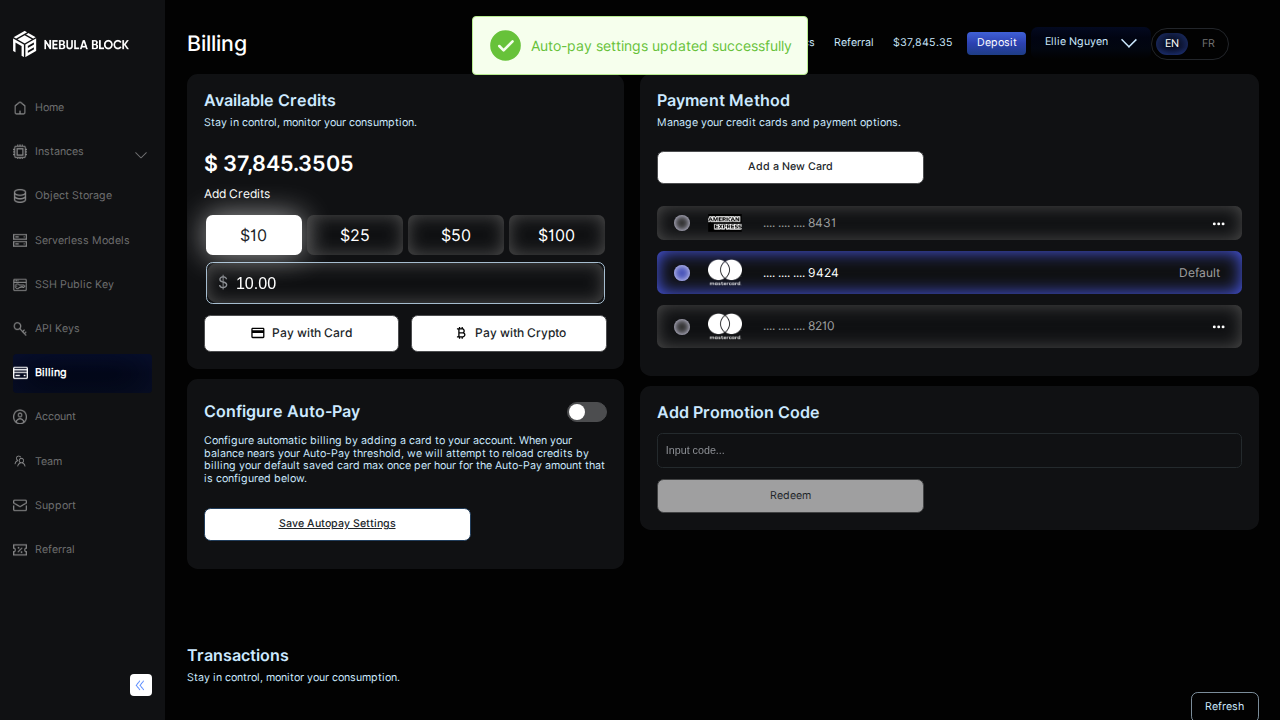 NEBULA BLOCK
Home
Instances
Object Storage
Serverless Models
SSH Public Key
API Keys
Billing
Account
Team
Support
Referral
Billing
Auto-pay settings updated successfully
Referral
$37,845.35
Deposit
Ellie Nguyen
EN
FR
Available Credits
Stay in control, monitor your consumption.
$ 37,845.3505
Add Credits
$10
$25
$50
$100
$ 10.00
Pay with Card
Pay with Crypto
Configure Auto-Pay
Configure automatic billing by adding a card to your account. When your
balance nears your Auto-Pay threshold, we will attempt to reload credits by
billing your default saved card max once per hour for the Auto-Pay amount that
is configured below.
Save Autopay Settings
Payment Method
Manage your credit cards and payment options.
Add a New Card
AMERICAN EXPRESS
.... .... .... 8431
mastercard
.... .... .... 9424
Default
mastercard
.... .... .... 8210
Add Promotion Code
Input code...
Redeem
Transactions
Stay in control, monitor your consumption.
Refresh